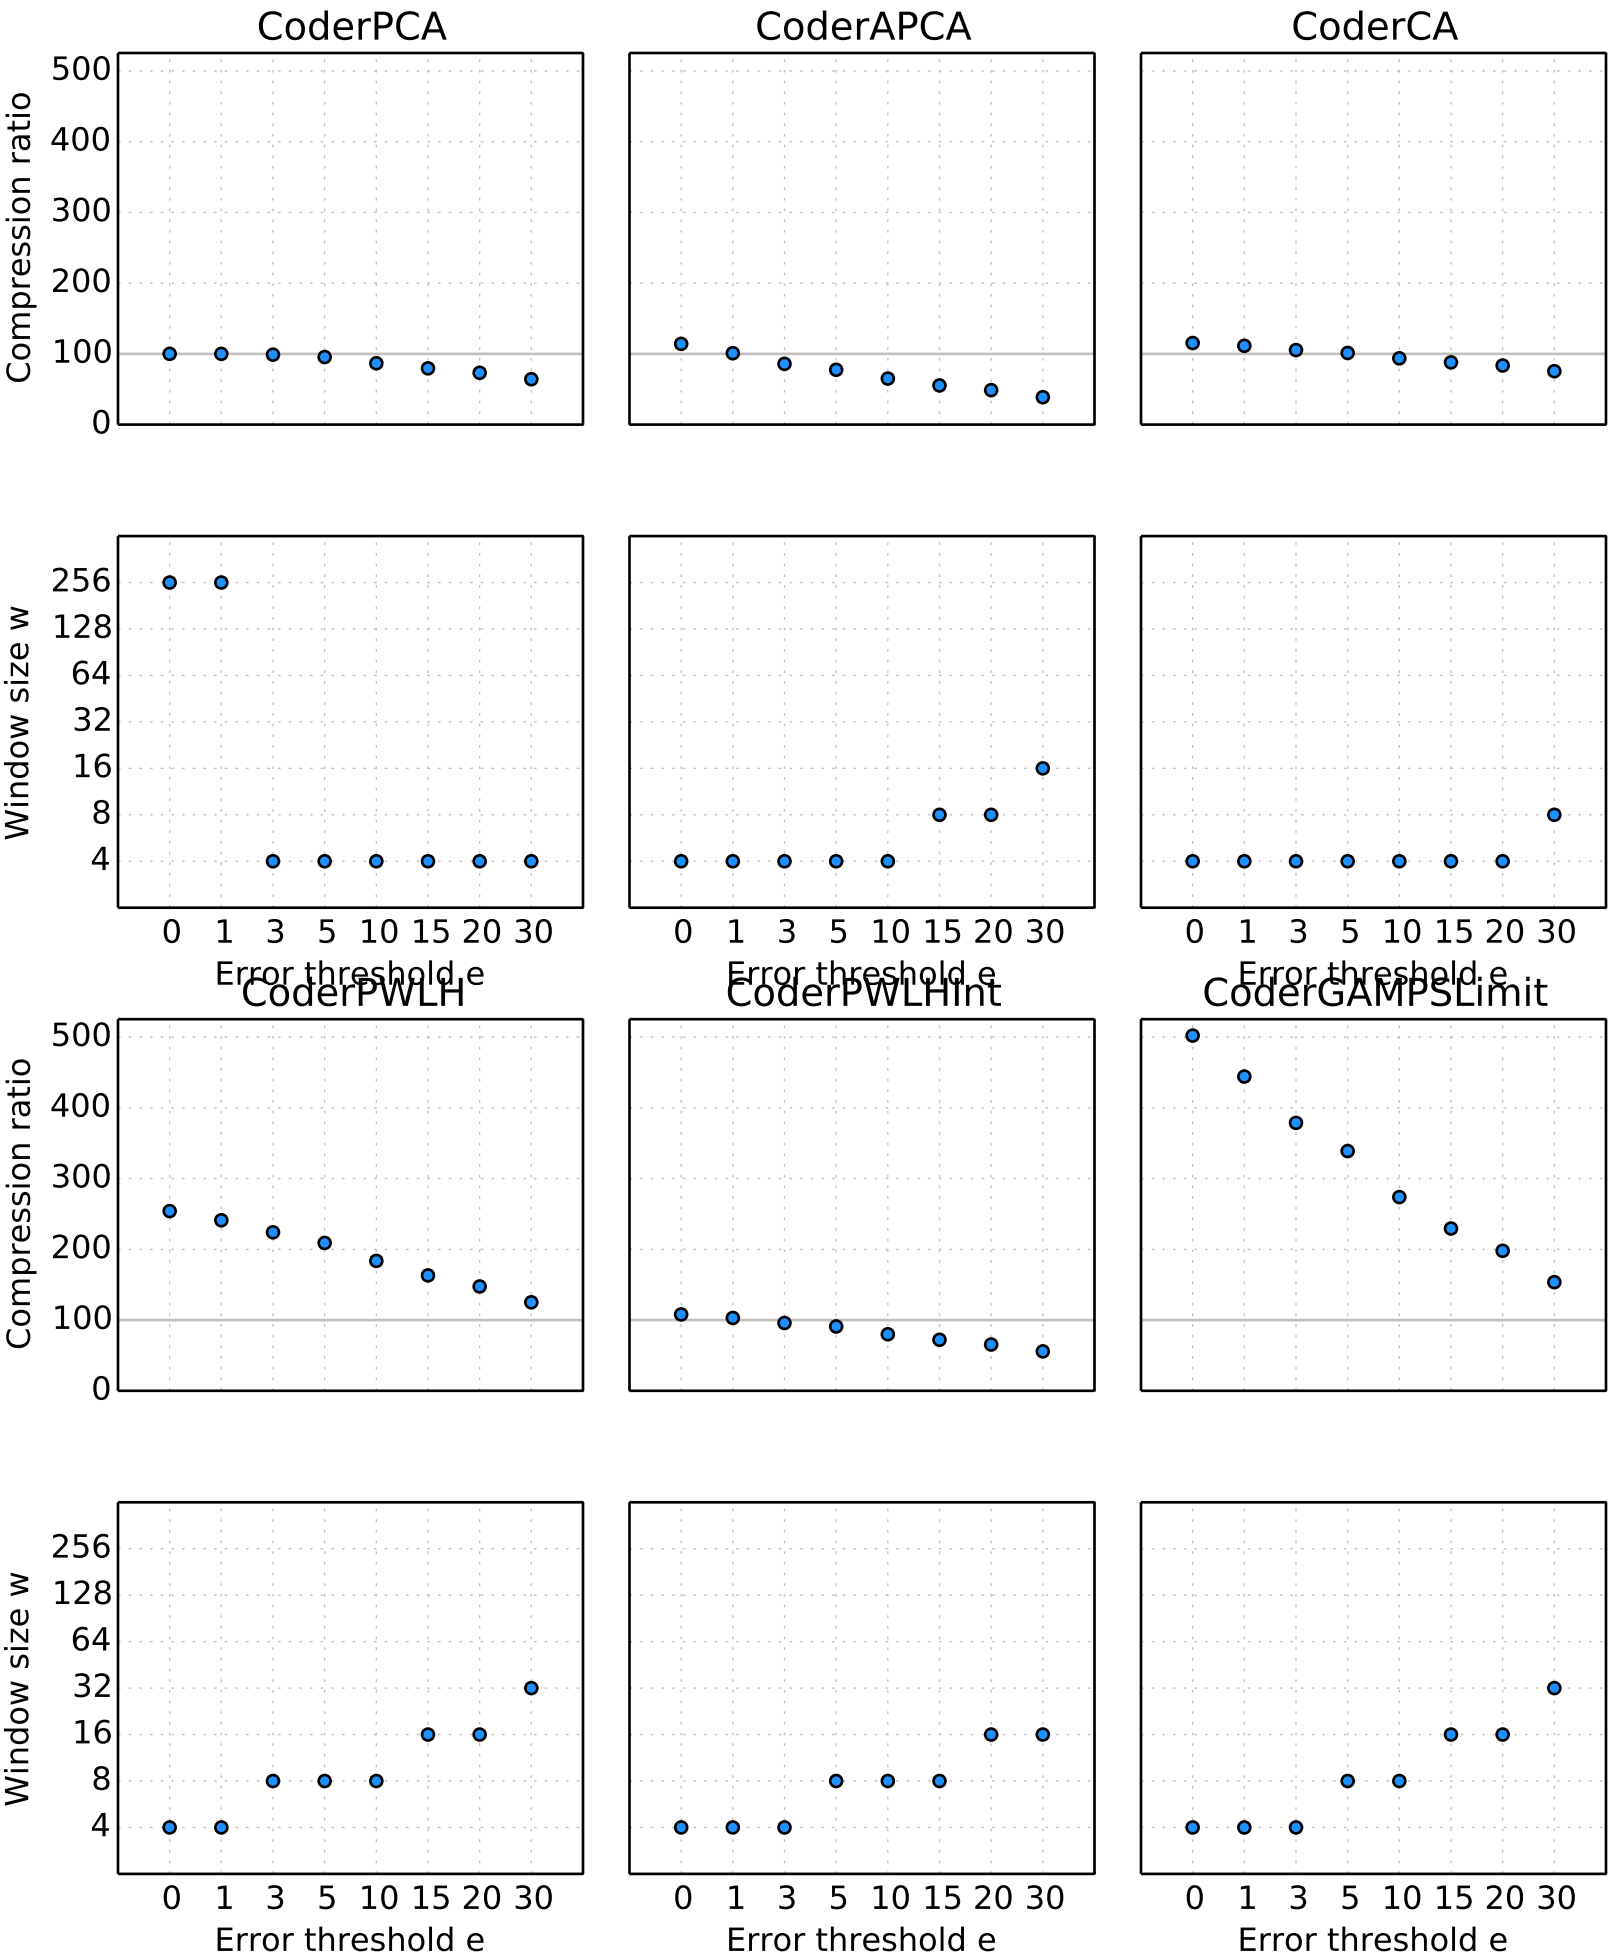 CoderPCA CoderAPCA CoderCA
Compression ratio
500
400
300
200
100
0
Window size w
256
128
64
32
16
8
4
0 1 3 5 10 15 20 30 0 1 3 5 10 15 20 30 0 1 3 5 10 15 20 30
Error threshold e Error threshold e Error threshold e
CoderPWLH CoderPWLHInt CoderGAMPSLimit
Compression ratio
500
400
300
200
100
0
Window size w
256
128
64
32
16
8
4
0 1 3 5 10 15 20 30 0 1 3 5 10 15 20 30 0 1 3 5 10 15 20 30
Error threshold e Error threshold e Error threshold e